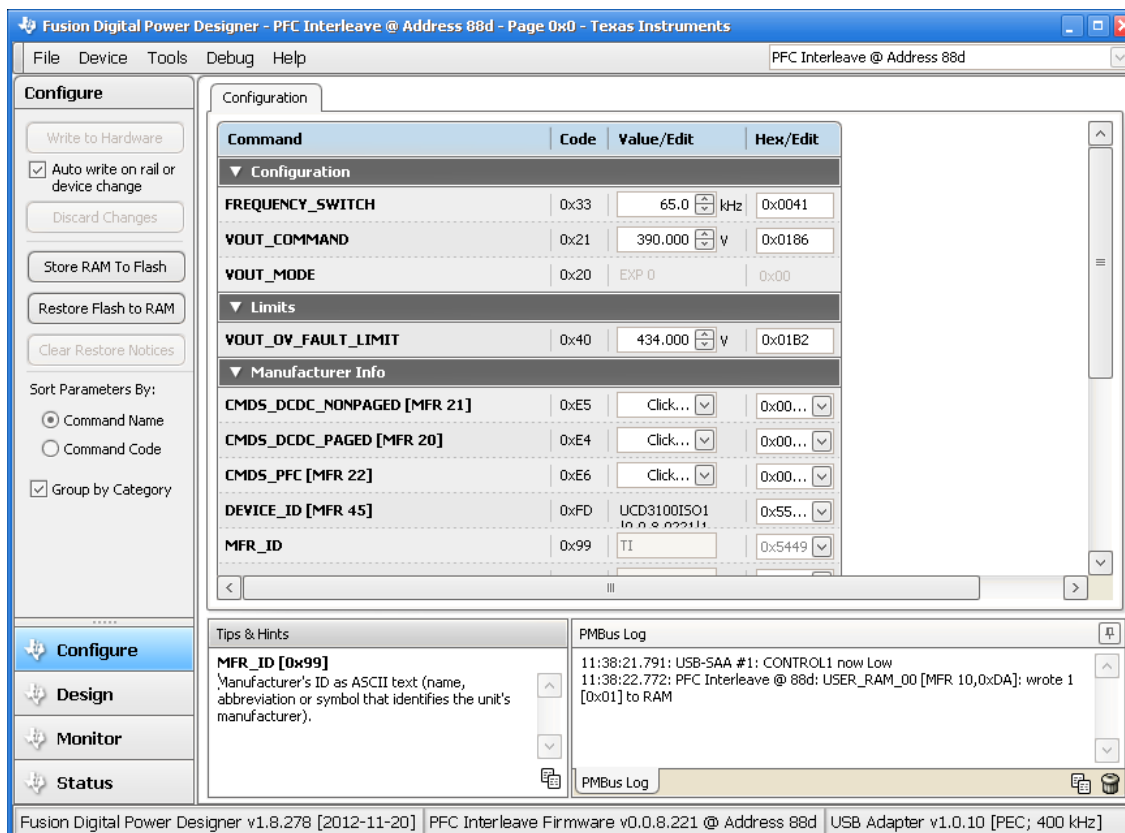 Fusion Digital Power Designer - PFC Interleave @ Address 88d - Page 0x0 - Texas Instruments
File Device Tools Debug Help
PFC Interleave @ Address 88d
Configure
Write to Hardware
Auto write on rail or
device change
Discard Changes
Store RAM To Flash
Restore Flash to RAM
Clear Restore Notices
Sort Parameters By:
Command Name
Command Code
Group by Category
Configuration
Command Code Value/Edit Hex/Edit
Configuration
FREQUENCY_SWITCH 0x33 65.0 kHz 0x0041
VOUT_COMMAND 0x21 390.000 V 0x0186
VOUT_MODE 0x20 EXP 0 0x00
Limits
VOUT_OV_FAULT_LIMIT 0x40 434.000 V 0x01B2
Manufacturer Info
CMDS_DCDC_NONPAGED [MFR 21] 0xE5 Click... 0x00...
CMDS_DCDC_PAGED [MFR 20] 0xE4 Click... 0x00...
CMDS_PFC [MFR 22] 0xE6 Click... 0x00...
DEVICE_ID [MFR 45] 0xFD UCD3100ISO1 0x55...
MFR_ID 0x99 TI 0x5449
Configure
Design
Monitor
Status
Tips & Hints
MFR_ID [0x99]
Manufacturer's ID as ASCII text (name,
abbreviation or symbol that identifies the unit's
manufacturer).
PMBus Log
11:38:21.791: USB-SAA #1: CONTROL1 now Low
11:38:22.772: PFC Interleave @ 88d: USER_RAM_00 [MFR 10,0xDA]: wrote 1
[0x01] to RAM
PMBus Log
Fusion Digital Power Designer v1.8.278 [2012-11-20] PFC Interleave Firmware v0.0.8.221 @ Address 88d USB Adapter v1.0.10 [PEC; 400 kHz]